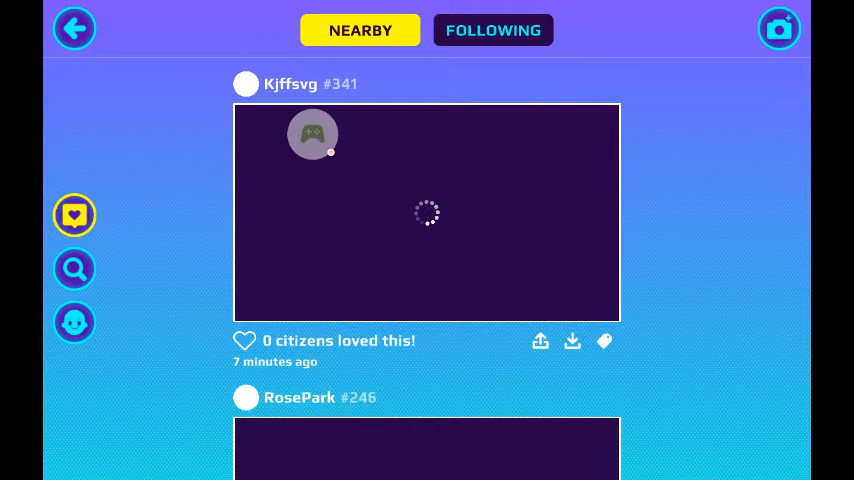 NEARBY FOLLOWING
Kjffsvg #341
0 citizens loved this!
7 minutes ago
RosePark #246